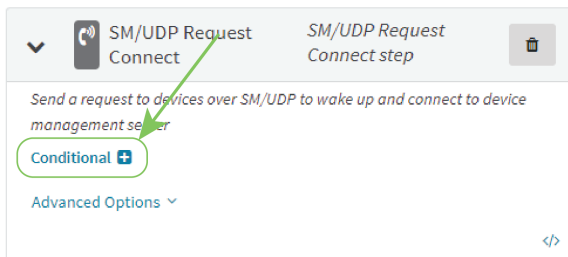 SM/UDP Request Connect
SM/UDP Request Connect step
Send a request to devices over SM/UDP to wake up and connect to device
management server
Conditional
Advanced Options
</>